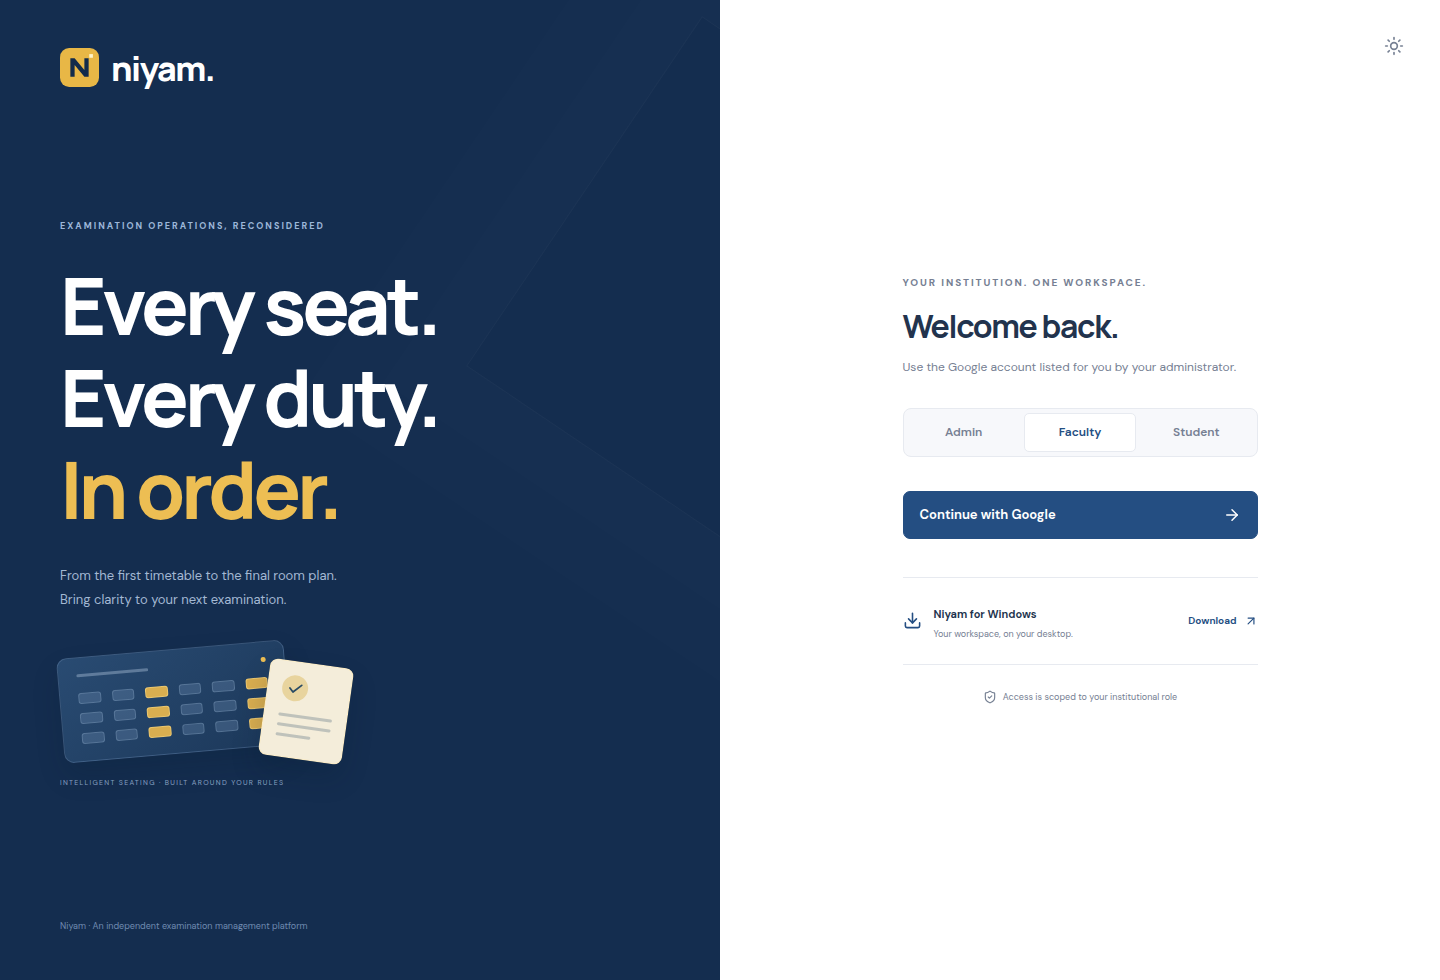 N niyam.
EXAMINATION OPERATIONS, RECONSIDERED
Every seat.
Every duty.
In order.
From the first timetable to the final room plan.
Bring clarity to your next examination.
INTELLIGENT SEATING · BUILT AROUND YOUR RULES
Niyam · An independent examination management platform
YOUR INSTITUTION. ONE WORKSPACE.
Welcome back.
Use the Google account listed for you by your administrator.
Admin Faculty Student
Continue with Google
Niyam for Windows
Your workspace, on your desktop.
Download
Access is scoped to your institutional role